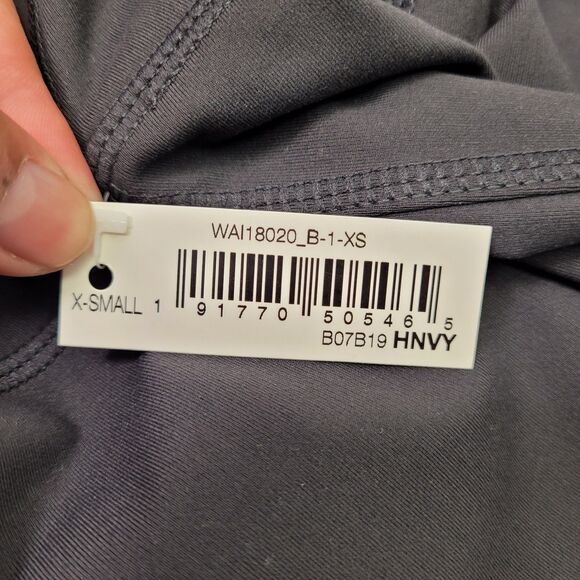 WAI18020_B-1-XS
X-SMALL 1 91770 50546 5
B07B19 HNVY